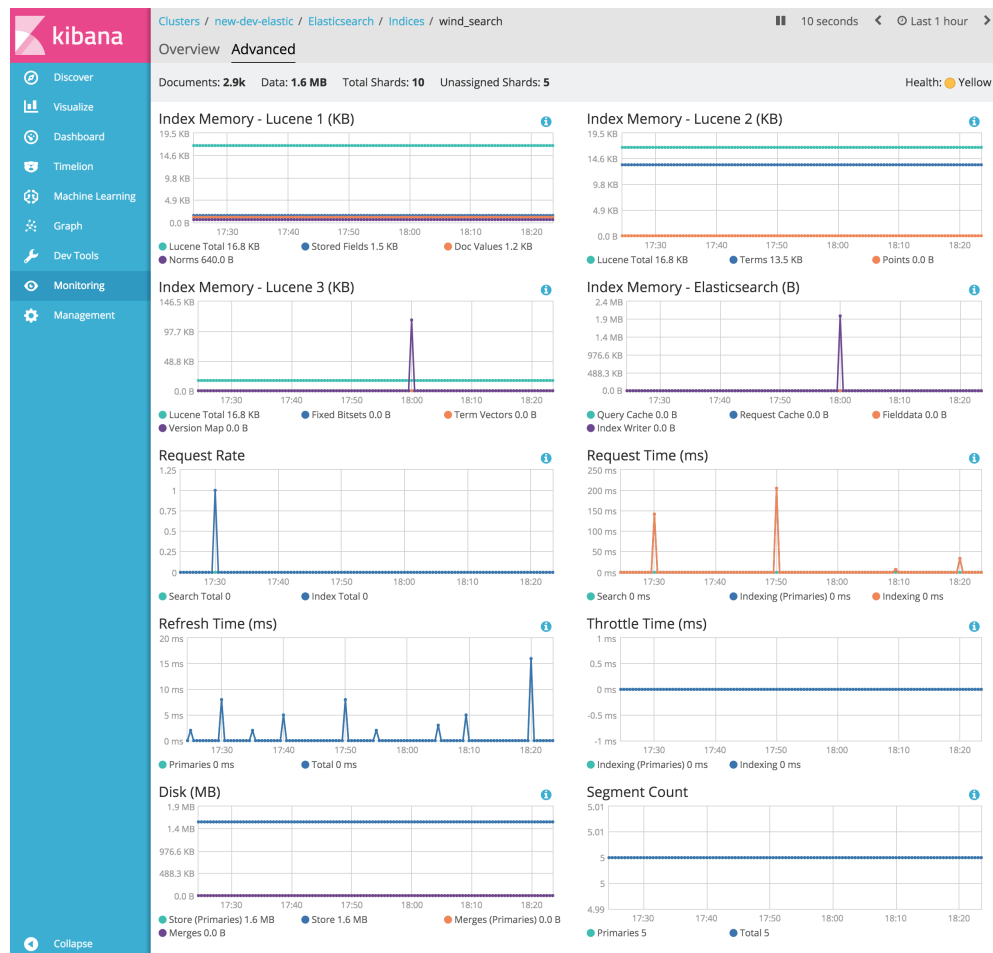 kibana
Discover
Visualize
Dashboard
Timelion
Machine Learning
Graph
Dev Tools
Monitoring
Management
Collapse
Clusters / new-dev-elastic / Elasticsearch / Indices / wind_search
10 seconds
Last 1 hour
Overview Advanced
Documents: 2.9k Data: 1.6 MB Total Shards: 10 Unassigned Shards: 5 Health: Yellow
Index Memory - Lucene 1 (KB)
19.5 KB
14.6 KB
9.8 KB
4.9 KB
0.0 B
17:30 17:40 17:50 18:00 18:10 18:20
Lucene Total 16.8 KB Stored Fields 1.5 KB Doc Values 1.2 KB
Norms 640.0 B
Index Memory - Lucene 2 (KB)
19.5 KB
14.6 KB
9.8 KB
4.9 KB
0.0 B
17:30 17:40 17:50 18:00 18:10 18:20
Lucene Total 16.8 KB Terms 13.5 KB Points 0.0 B
Index Memory - Lucene 3 (KB)
146.5 KB
97.7 KB
48.8 KB
0.0 B
17:30 17:40 17:50 18:00 18:10 18:20
Lucene Total 16.8 KB Fixed Bitsets 0.0 B Term Vectors 0.0 B
Version Map 0.0 B
Index Memory - Elasticsearch (B)
2.4 MB
1.9 MB
1.4 MB
976.6 KB
488.3 KB
0.0 B
17:30 17:40 17:50 18:00 18:10 18:20
Query Cache 0.0 B Request Cache 0.0 B Fielddata 0.0 B
Index Writer 0.0 B
Request Rate
1.25
1
0.75
0.5
0.25
0
17:30 17:40 17:50 18:00 18:10 18:20
Search Total 0 Index Total 0
Request Time (ms)
250 ms
200 ms
150 ms
100 ms
50 ms
0 ms
17:30 17:40 17:50 18:00 18:10 18:20
Search 0 ms Indexing (Primaries) 0 ms Indexing 0 ms
Refresh Time (ms)
20 ms
15 ms
10 ms
5 ms
0 ms
17:30 17:40 17:50 18:00 18:10 18:20
Primaries 0 ms Total 0 ms
Throttle Time (ms)
1 ms
0.5 ms
0 ms
-0.5 ms
-1 ms
17:30 17:40 17:50 18:00 18:10 18:20
Indexing (Primaries) 0 ms Indexing 0 ms
Disk (MB)
1.9 MB
1.4 MB
976.6 KB
488.3 KB
0.0 B
17:30 17:40 17:50 18:00 18:10 18:20
Store (Primaries) 1.6 MB Store 1.6 MB Merges (Primaries) 0.0 B
Merges 0.0 B
Segment Count
5.01
5.01
5
5
4.99
17:30 17:40 17:50 18:00 18:10 18:20
Primaries 5 Total 5